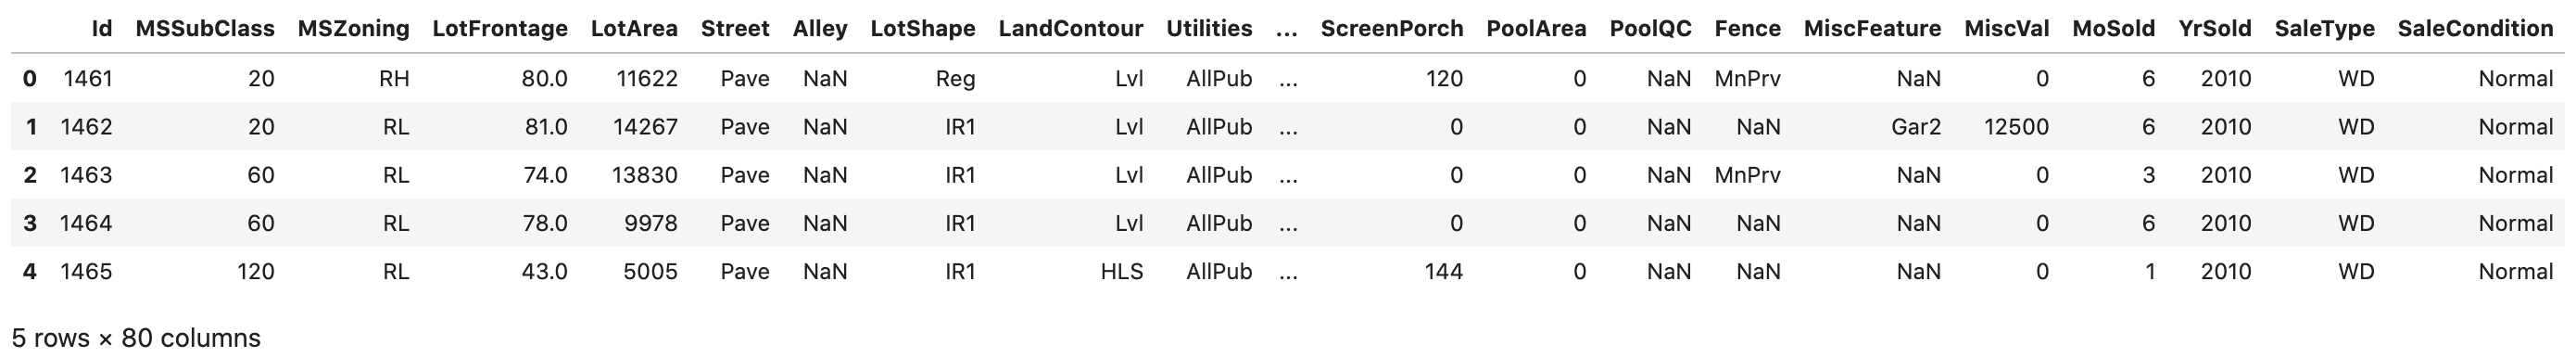 Id MSSubClass MSZoning LotFrontage LotArea Street Alley LotShape LandContour Utilities ... ScreenPorch PoolArea PoolQC Fence MiscFeature MiscVal MoSold YrSold SaleType SaleCondition
0 1461 20 RH 80.0 11622 Pave NaN Reg Lvl AllPub ... 120 0 NaN MnPrv NaN 0 6 2010 WD Normal
1 1462 20 RL 81.0 14267 Pave NaN IR1 Lvl AllPub ... 0 0 NaN NaN Gar2 12500 6 2010 WD Normal
2 1463 60 RL 74.0 13830 Pave NaN IR1 Lvl AllPub ... 0 0 NaN MnPrv NaN 0 3 2010 WD Normal
3 1464 60 RL 78.0 9978 Pave NaN IR1 Lvl AllPub ... 0 0 NaN NaN NaN 0 6 2010 WD Normal
4 1465 120 RL 43.0 5005 Pave NaN IR1 HLS AllPub ... 144 0 NaN NaN NaN 0 1 2010 WD Normal
5 rows × 80 columns